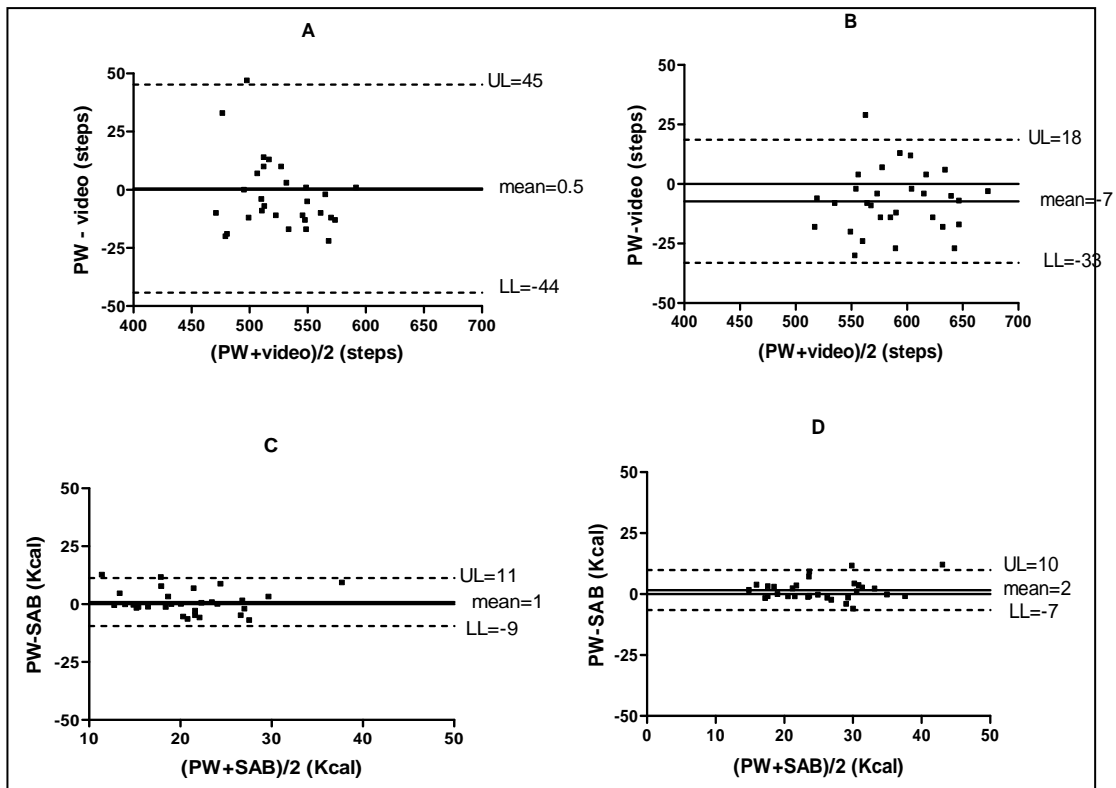 A
50
25
0
-25
-50
400 450 500 550 600 650 700
PW - video (steps)
(PW+video)/2 (steps)
UL=45
mean=0.5
LL=-44
B
50
25
0
-25
-50
400 450 500 550 600 650 700
PW-video (steps)
(PW+video)/2 (steps)
UL=18
mean=-7
LL=-33
C
50
25
0
-25
-50
10 20 30 40 50
PW-SAB (Kcal)
(PW+SAB)/2 (Kcal)
UL=11
mean=1
LL=-9
D
50
25
0
-25
-50
0 10 20 30 40 50
PW-SAB (Kcal)
(PW+SAB)/2 (Kcal)
UL=10
mean=2
LL=-7